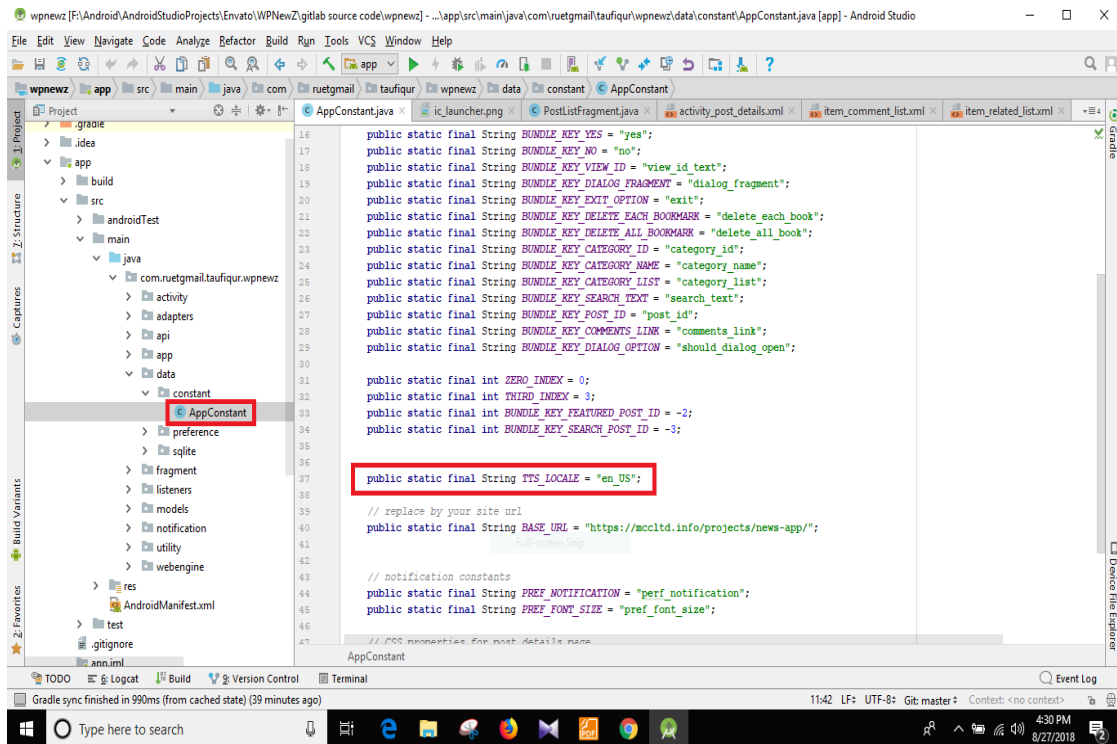 wpnewz [F:\Android\AndroidStudioProjects\Envato\WPNewZ\gitlab source code\wpnewz] - ...\app\src\main\java\com\ruetgmail\taufiqur\wpnewz\data\constant\AppConstant.java [app] - Android Studio
File Edit View Navigate Code Analyze Refactor Build Run Tools VCS Window Help
app
wpnewz app src main java com ruetgmail taufiqur wpnewz data constant AppConstant
Project
AppConstant.java ic_launcher.png PostListFragment.java activity_post_details.xml item_comment_list.xml item_related_list.xml
1: Project
7: Structure
Captures
Build Variants
2: Favorites
.gradle
.idea
app
build
src
androidTest
main
java
com.ruetgmail.taufiqur.wpnewz
activity
adapters
api
app
data
constant
AppConstant
preference
sqlite
fragment
listeners
models
notification
utility
webengine
res
AndroidManifest.xml
test
.gitignore
app.iml
16 public static final String BUNDLE_KEY_YES = "yes";
17 public static final String BUNDLE_KEY_NO = "no";
18 public static final String BUNDLE_KEY_VIEW_ID = "view_id_text";
19 public static final String BUNDLE_KEY_DIALOG_FRAGMENT = "dialog_fragment";
20 public static final String BUNDLE_KEY_EXIT_OPTION = "exit";
21 public static final String BUNDLE_KEY_DELETE_EACH_BOOKMARK = "delete_each_book";
22 public static final String BUNDLE_KEY_DELETE_ALL_BOOKMARK = "delete_all_book";
23 public static final String BUNDLE_KEY_CATEGORY_ID = "category_id";
24 public static final String BUNDLE_KEY_CATEGORY_NAME = "category_name";
25 public static final String BUNDLE_KEY_CATEGORY_LIST = "category_list";
26 public static final String BUNDLE_KEY_SEARCH_TEXT = "search_text";
27 public static final String BUNDLE_KEY_POST_ID = "post_id";
28 public static final String BUNDLE_KEY_COMMENTS_LINK = "comments_link";
29 public static final String BUNDLE_KEY_DIALOG_OPTION = "should_dialog_open";
30
31 public static final int ZERO_INDEX = 0;
32 public static final int THIRD_INDEX = 3;
33 public static final int BUNDLE_KEY_FEATURED_POST_ID = -2;
34 public static final int BUNDLE_KEY_SEARCH_POST_ID = -3;
35
36
37 public static final String TTS_LOCALE = "en_US";
38
39 // replace by your site url
40 public static final String BASE_URL = "https://mccltd.info/projects/news-app/";
41
Full-screen Snip
42
43 // notification constants
44 public static final String PREF_NOTIFICATION = "perf_notification";
45 public static final String PREF_FONT_SIZE = "pref_font_size";
46
47 // CSS properties for post details page
AppConstant
Gradle
Device File Explorer
TODO 6: Logcat Build 9: Version Control Terminal Event Log
Gradle sync finished in 990ms (from cached state) (39 minutes ago) 11:42 LF UTF-8 Git: master Context: <no context>
Type here to search
4:30 PM
8/27/2018